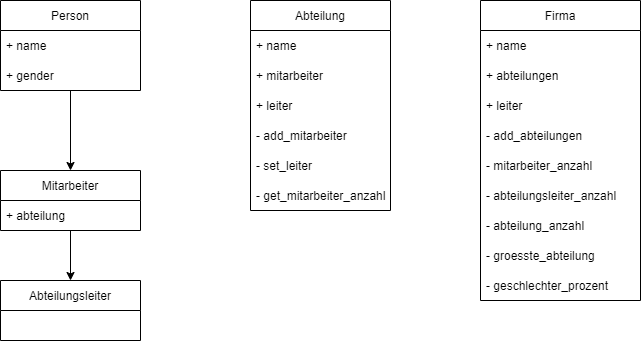 Person
+ name
+ gender
Mitarbeiter
+ abteilung
Abteilungsleiter
Abteilung
+ name
+ mitarbeiter
+ leiter
- add_mitarbeiter
- set_leiter
- get_mitarbeiter_anzahl
Firma
+ name
+ abteilungen
+ leiter
- add_abteilungen
- mitarbeiter_anzahl
- abteilungsleiter_anzahl
- abteilung_anzahl
- groesste_abteilung
- geschlechter_prozent